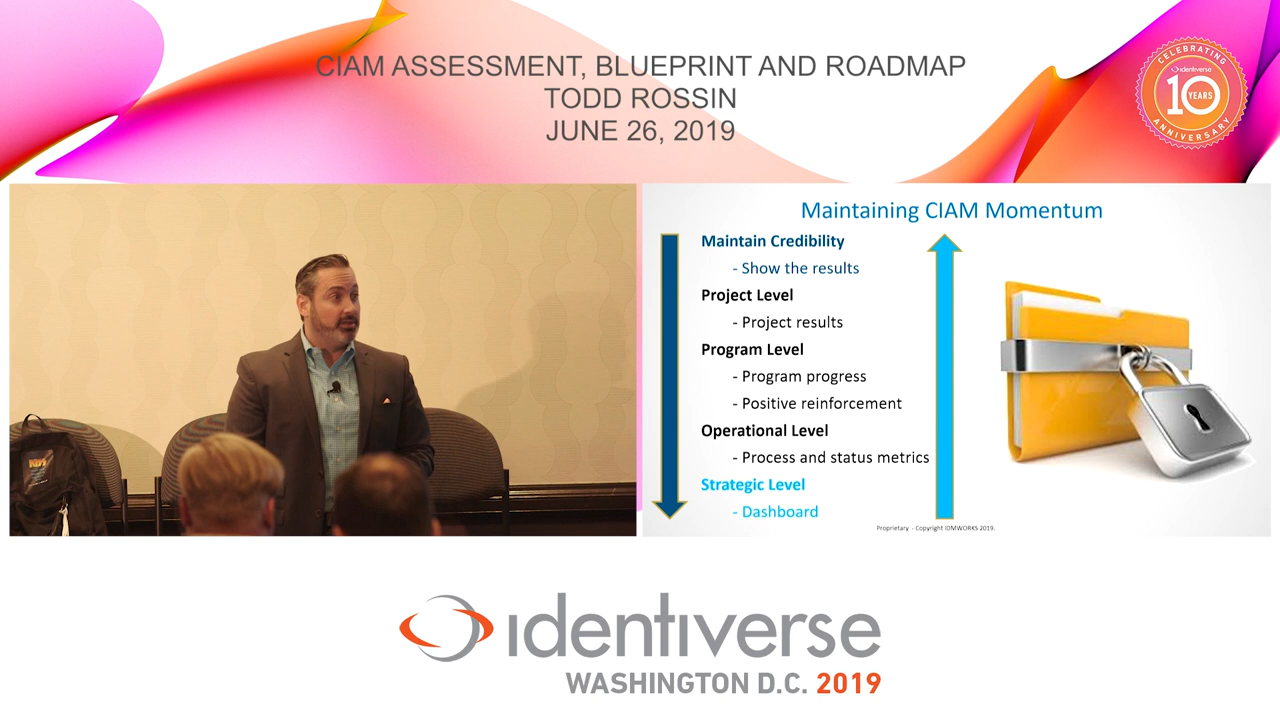 CIAM ASSESSMENT, BLUEPRINT AND ROADMAP
TODD ROSSIN
JUNE 26, 2019
CELEBRATING
identiverse
10 YEARS
ANNIVERSARY
Maintaining CIAM Momentum
Maintain Credibility
- Show the results
Project Level
- Project results
Program Level
- Program progress
- Positive reinforcement
Operational Level
- Process and status metrics
Strategic Level
- Dashboard
Proprietary - Copyright IDMWORKS 2019.
KISS
identiverse
WASHINGTON D.C. 2019